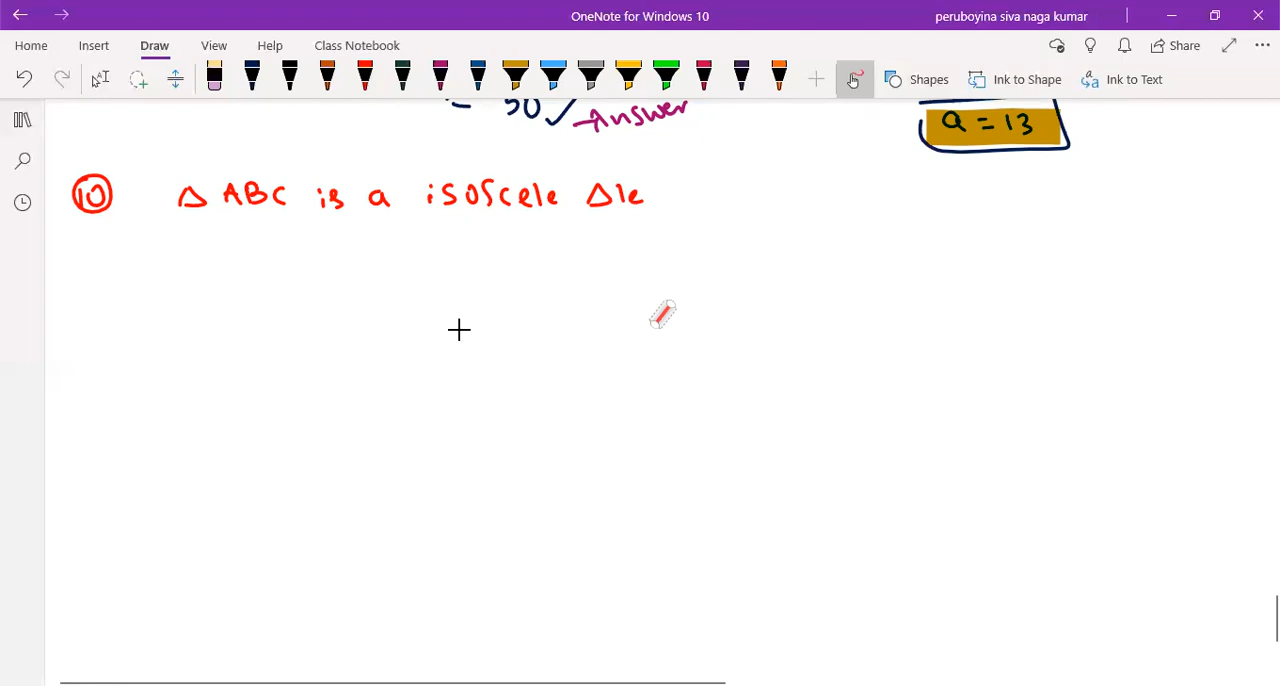 OneNote for Windows 10
peruboyina siva naga kumar
Home Insert Draw View Help Class Notebook
Share
Shapes Ink to Shape Ink to Text
= 50 Answer
a = 13
10 Δ ABC is a isoscele Δle